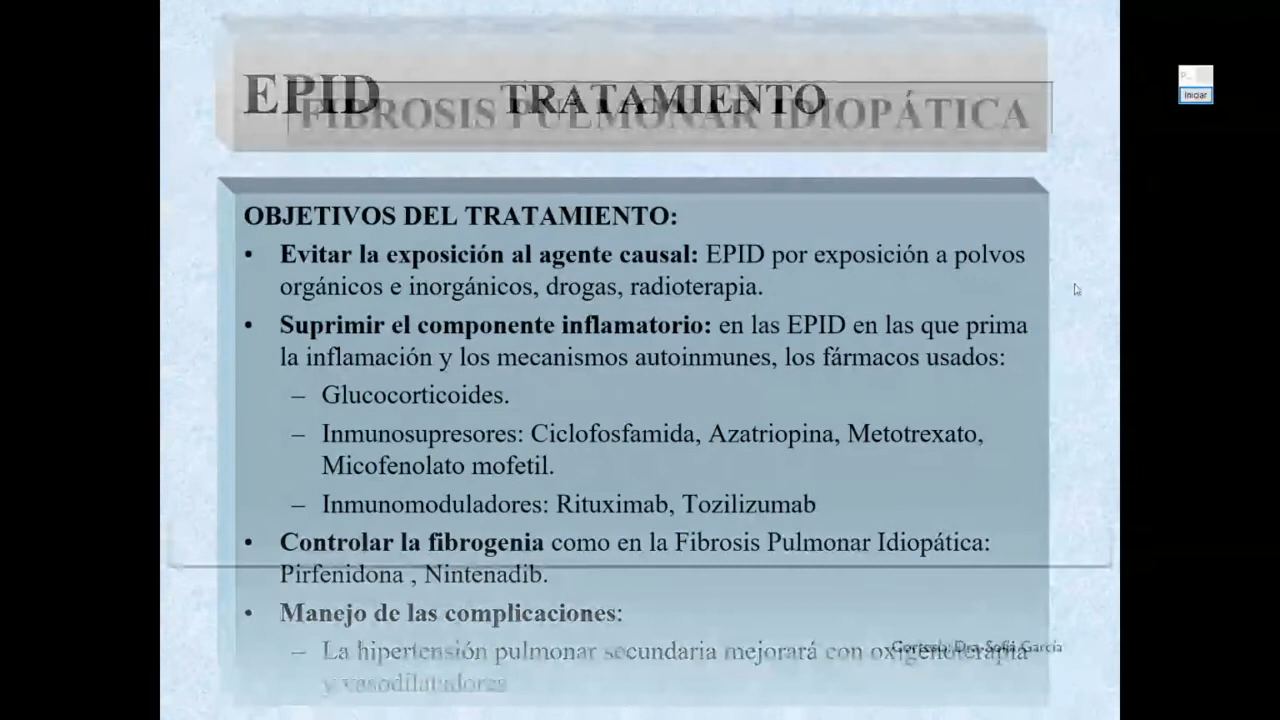 EPID TRATAMIENTO
FIBROSIS PULMONAR IDIOPÁTICA
P...
Iniciar
OBJETIVOS DEL TRATAMIENTO:
• Evitar la exposición al agente causal: EPID por exposición a polvos
orgánicos e inorgánicos, drogas, radioterapia.
• Suprimir el componente inflamatorio: en las EPID en las que prima
la inflamación y los mecanismos autoinmunes, los fármacos usados:
– Glucocorticoides.
– Inmunosupresores: Ciclofosfamida, Azatriopina, Metotrexato,
Micofenolato mofetil.
– Inmunomoduladores: Rituximab, Tozilizumab
• Controlar la fibrogenia como en la Fibrosis Pulmonar Idiopática:
Pirfenidona , Nintenadib.
• Manejo de las complicaciones:
– La hipertensión pulmonar secundaria mejorará con oxigenoterapia
y vasodilatadores
Cortesía: Dra. Sofía García